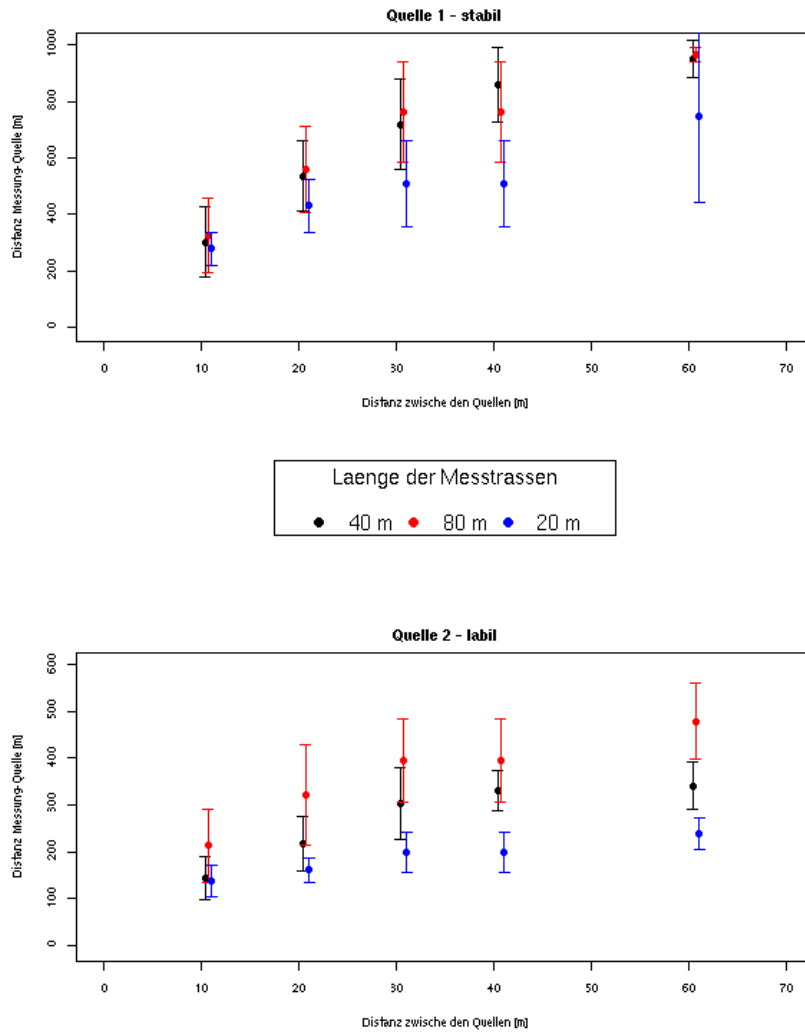 Quelle 1 - stabil
Distanz Messung-Quelle [m]
1000
800
600
400
200
0
0 10 20 30 40 50 60 70
Distanz zwische den Quellen [m]
Laenge der Messtrassen
40 m 80 m 20 m
Quelle 2 - labil
Distanz Messung-Quelle [m]
600
500
400
300
200
100
0
0 10 20 30 40 50 60 70
Distanz zwische den Quellen [m]